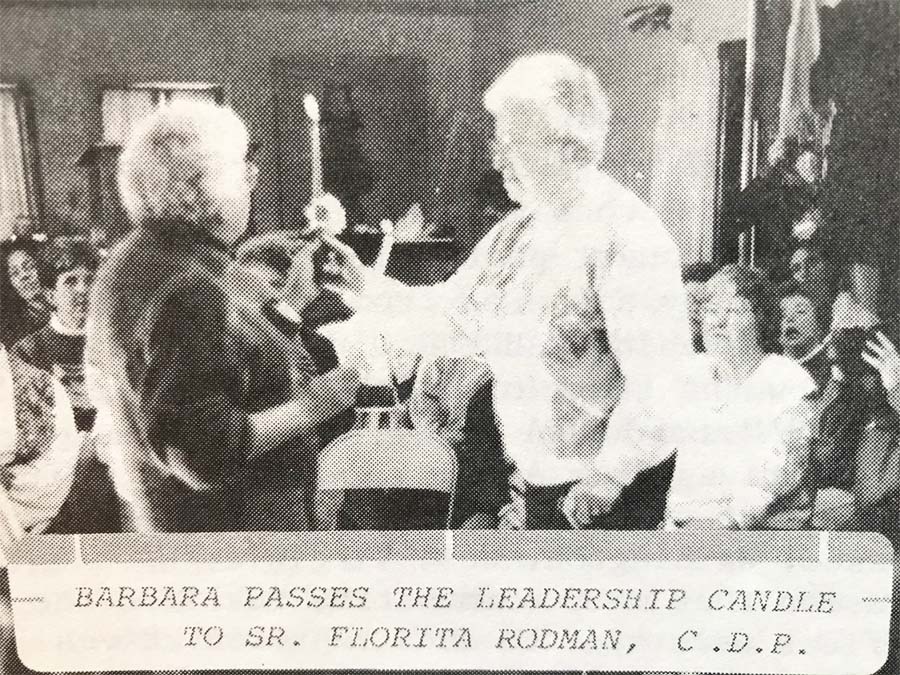 BARBARA PASSES THE LEADERSHIP CANDLE
TO SR. FLORITA RODMAN, C.D.P.